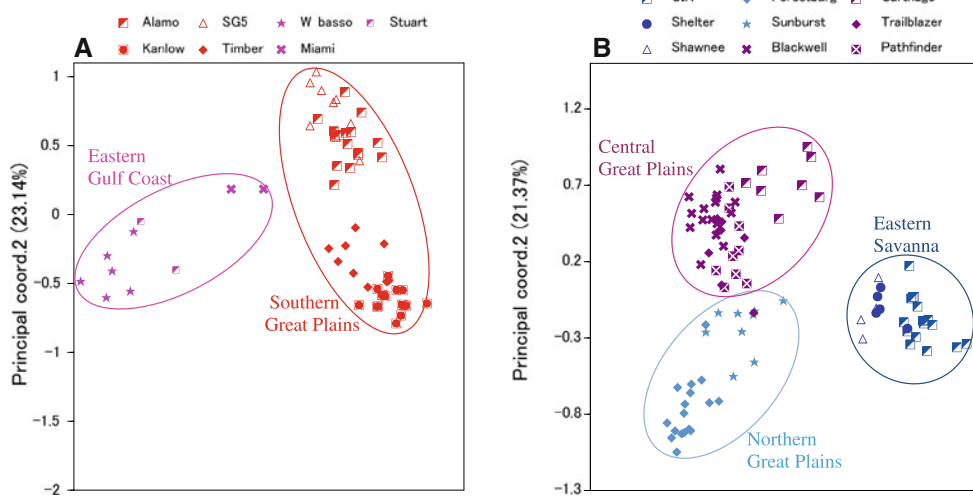 Alamo SG5 W basso Stuart
Kanlow Timber Miami
A
Principal coord.2 (23.14%)
1
0.5
0
-0.5
-1
-1.5
-2
Eastern
Gulf Coast
Southern
Great Plains
Shelter Sunburst Trailblazer
Shawnee Blackwell Pathfinder
B
Principal coord.2 (21.37%)
1.2
0.7
0.2
-0.3
-0.8
-1.3
Central
Great Plains
Eastern
Savanna
Northern
Great Plains